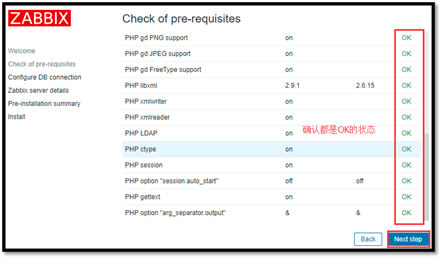 ZABBIX
Check of pre-requisites
Welcome
Check of pre-requisites
Configure DB connection
Zabbix server details
Pre-installation summary
Install
PHP gd PNG support on OK
PHP gd JPEG support on OK
PHP gd FreeType support on OK
PHP libxml 2.9.1 2.6.15 OK
PHP xmlwriter on OK
PHP xmlreader on OK
确认都是OK的状态
PHP LDAP on OK
PHP ctype on OK
PHP session on OK
PHP option "session.auto_start" off off OK
PHP gettext on OK
PHP option "arg_separator.output" & & OK
Back Next step